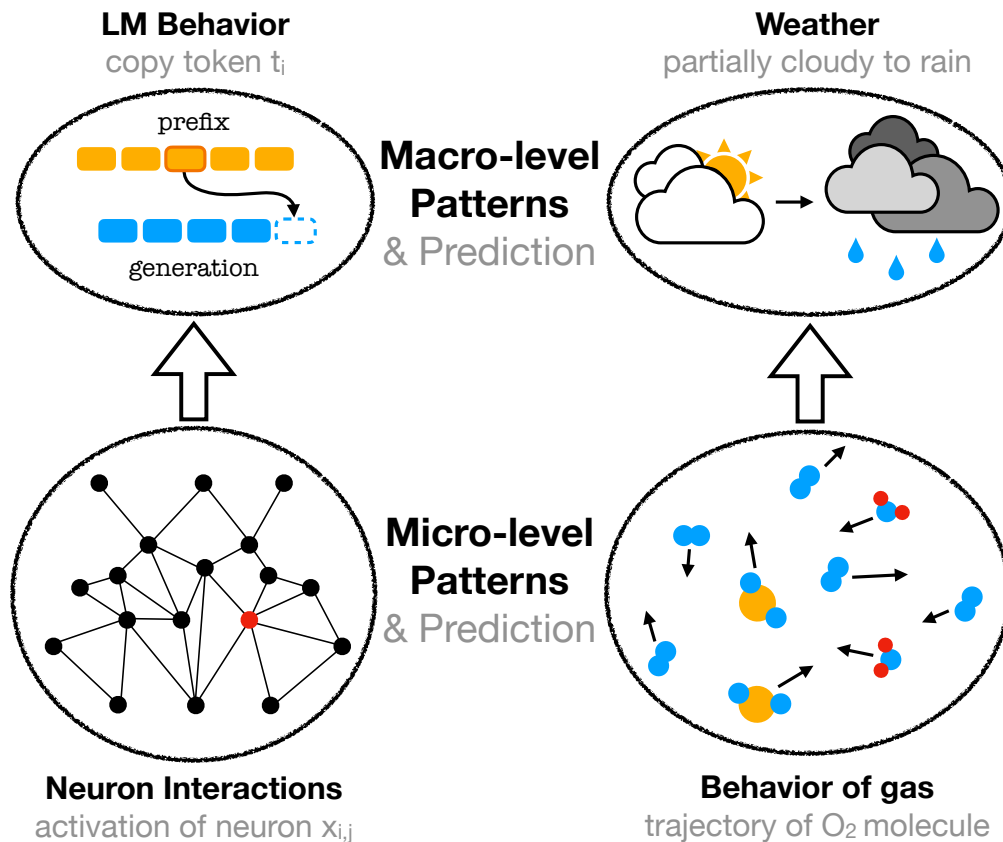 LM Behavior
copy token tᵢ
prefix
generation
Weather
partially cloudy to rain
Macro-level
Patterns
& Prediction
Micro-level
Patterns
& Prediction
Neuron Interactions
activation of neuron xᵢ,ⱼ
Behavior of gas
trajectory of O₂ molecule